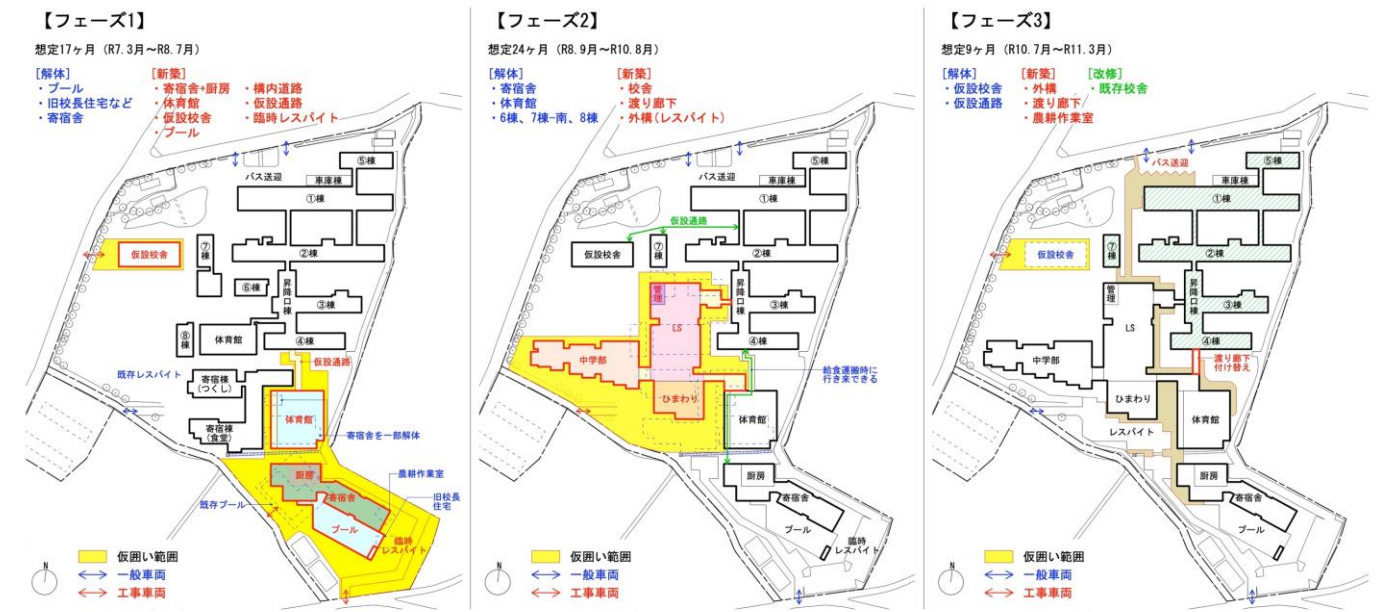 【フェーズ1】
想定17ヶ月（R7.3月～R8.7月）
[解体]
・プール
・旧校長住宅など
・寄宿舎
[新築]
・寄宿舎+厨房
・体育館
・仮設校舎
・プール
・構内道路
・仮設通路
・臨時レスパイト
⑤棟
バス送迎
車庫棟
①棟
仮設校舎
⑦棟
②棟
⑥棟
昇降口棟
③棟
⑧棟
体育館
④棟
仮設通路
既存レスパイト
寄宿棟
(つくし)
体育館
寄宿棟
(食堂)
寄宿舎を一部解体
厨房
農耕作業室
寄宿舎
旧校長
住宅
既存プール
プール
臨時
レスパイト
N
仮囲い範囲
一般車両
工事車両
【フェーズ2】
想定24ヶ月（R8.9月～R10.8月）
[解体]
・寄宿舎
・体育館
・6棟、7棟-南、8棟
[新築]
・校舎
・渡り廊下
・外構(レスパイト)
⑤棟
バス送迎
車庫棟
①棟
仮設通路
仮設校舎
⑦棟
②棟
昇降口棟
管理
③棟
LS
④棟
中学部
給食運搬時に
行き来できる
ひまわり
体育館
厨房
寄宿舎
プール
臨時
レスパイト
N
仮囲い範囲
一般車両
工事車両
【フェーズ3】
想定9ヶ月（R10.7月～R11.3月）
[解体]
・仮設校舎
・仮設通路
[新築]
・外構
・渡り廊下
・農耕作業室
[改修]
・既存校舎
バス送迎
⑤棟
車庫棟
①棟
仮設校舎
⑦棟
②棟
昇降口棟
管理
③棟
LS
④棟
中学部
渡り廊下
付け替え
ひまわり
体育館
レスパイト
厨房
寄宿舎
プール
N
仮囲い範囲
一般車両
工事車両